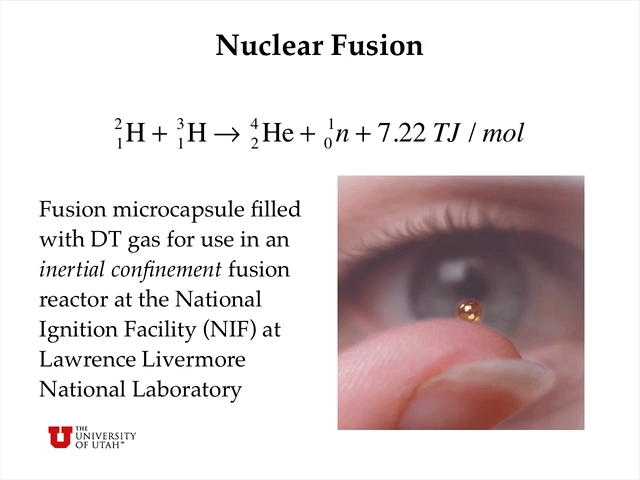 Nuclear Fusion
²₁H + ³₁H → ⁴₂He + ¹₀n + 7.22 TJ / mol
Fusion microcapsule filled
with DT gas for use in an
inertial confinement fusion
reactor at the National
Ignition Facility (NIF) at
Lawrence Livermore
National Laboratory
THE
UNIVERSITY
OF UTAH™